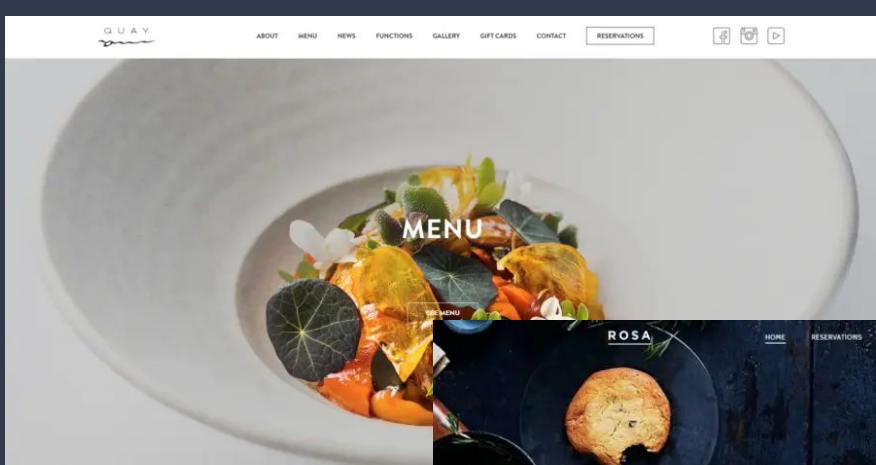 QUAY
ABOUT MENU NEWS FUNCTIONS GALLERY GIFT CARDS CONTACT RESERVATIONS
MENU
SEE MENU
ROSA HOME RESERVATIONS